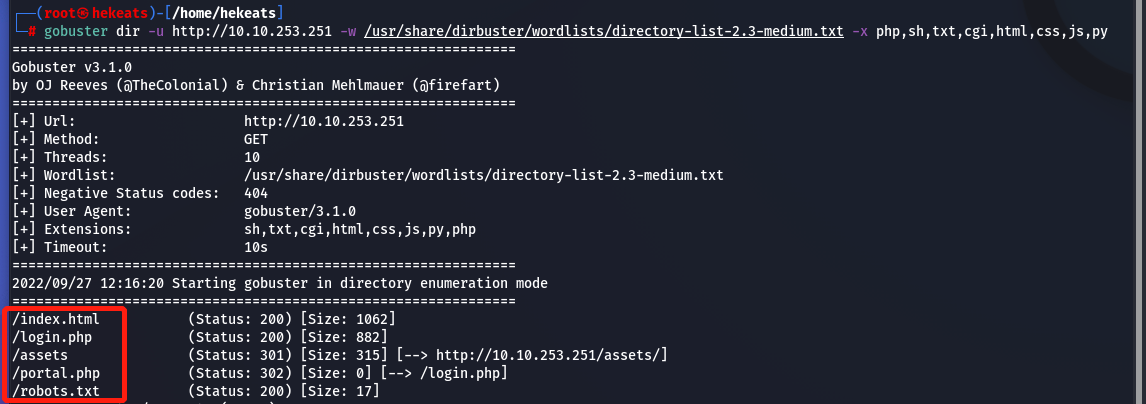 ┌──(root㉿hekeats)-[/home/hekeats]
└─# gobuster dir -u http://10.10.253.251 -w /usr/share/dirbuster/wordlists/directory-list-2.3-medium.txt -x php,sh,txt,cgi,html,css,js,py
===============================================================
Gobuster v3.1.0
by OJ Reeves (@TheColonial) & Christian Mehlmauer (@firefart)
===============================================================
[+] Url:                     http://10.10.253.251
[+] Method:                  GET
[+] Threads:                 10
[+] Wordlist:                /usr/share/dirbuster/wordlists/directory-list-2.3-medium.txt
[+] Negative Status codes:   404
[+] User Agent:              gobuster/3.1.0
[+] Extensions:              sh,txt,cgi,html,css,js,py,php
[+] Timeout:                 10s
===============================================================
2022/09/27 12:16:20 Starting gobuster in directory enumeration mode
===============================================================
/index.html           (Status: 200) [Size: 1062]
/login.php            (Status: 200) [Size: 882]
/assets               (Status: 301) [Size: 315] [--> http://10.10.253.251/assets/]
/portal.php           (Status: 302) [Size: 0] [--> /login.php]
/robots.txt           (Status: 200) [Size: 17]